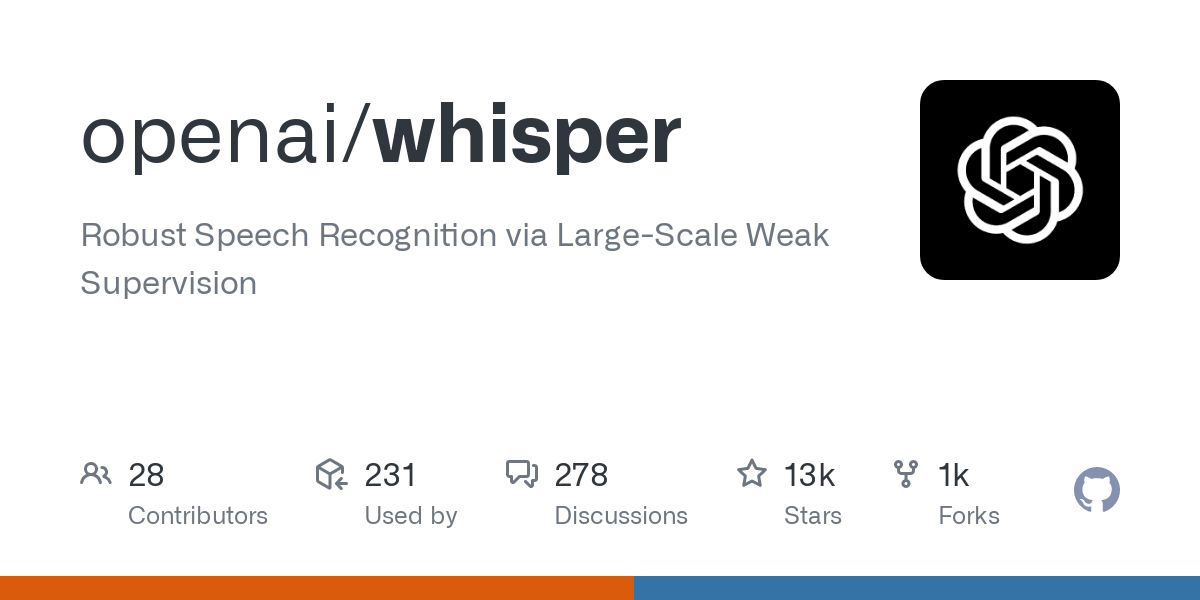 openai/whisper
Robust Speech Recognition via Large-Scale Weak
Supervision
28 231 278 13k 1k
Contributors Used by Discussions Stars Forks